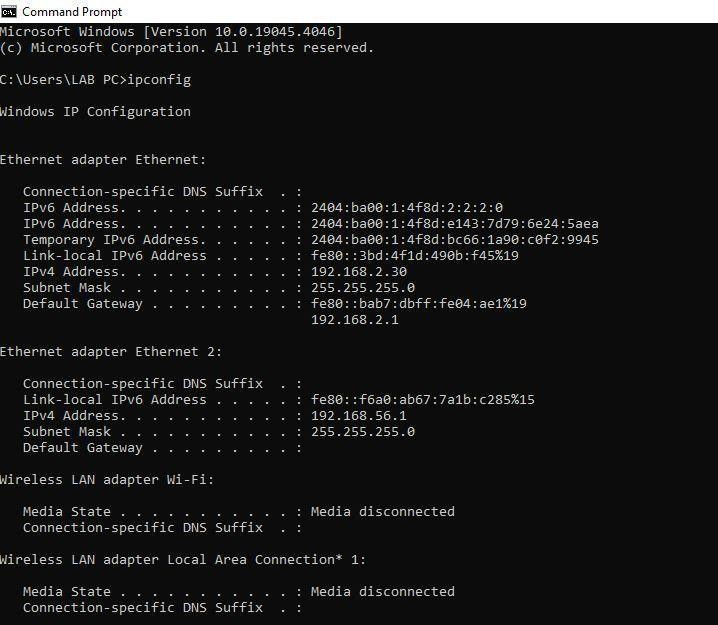 Command Prompt
Microsoft Windows [Version 10.0.19045.4046]
(c) Microsoft Corporation. All rights reserved.
C:\Users\LAB PC>ipconfig
Windows IP Configuration
Ethernet adapter Ethernet:
Connection-specific DNS Suffix  . :
IPv6 Address. . . . . . . . . . . : 2404:ba00:1:4f8d:2:2:2:0
IPv6 Address. . . . . . . . . . . : 2404:ba00:1:4f8d:e143:7d79:6e24:5aea
Temporary IPv6 Address. . . . . . : 2404:ba00:1:4f8d:bc66:1a90:c0f2:9945
Link-local IPv6 Address . . . . . : fe80::3bd:4f1d:490b:f45%19
IPv4 Address. . . . . . . . . . . : 192.168.2.30
Subnet Mask . . . . . . . . . . . : 255.255.255.0
Default Gateway . . . . . . . . . : fe80::bab7:dbff:fe04:ae1%19
192.168.2.1
Ethernet adapter Ethernet 2:
Connection-specific DNS Suffix  . :
Link-local IPv6 Address . . . . . : fe80::f6a0:ab67:7a1b:c285%15
IPv4 Address. . . . . . . . . . . : 192.168.56.1
Subnet Mask . . . . . . . . . . . : 255.255.255.0
Default Gateway . . . . . . . . . :
Wireless LAN adapter Wi-Fi:
Media State . . . . . . . . . . . : Media disconnected
Connection-specific DNS Suffix  . :
Wireless LAN adapter Local Area Connection* 1:
Media State . . . . . . . . . . . : Media disconnected
Connection-specific DNS Suffix  . :